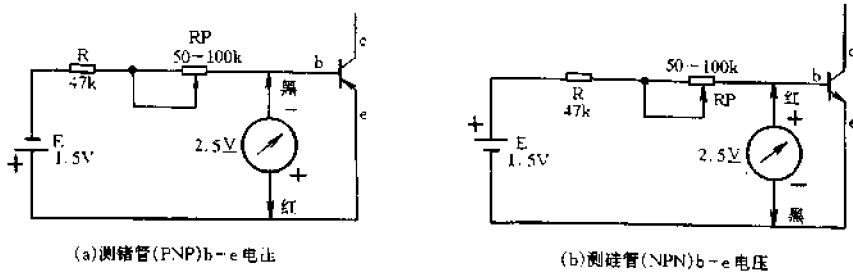 RP
50-100k
R
47k
b
c
e
黑
−
2.5V
+
红
E
+
1.5V
(a)测锗管(PNP)b-e电压
50-100k
R
47k
RP
b
c
e
红
+
2.5V
−
黑
+
E
1.5V
(b)测硅管(NPN)b-e电压